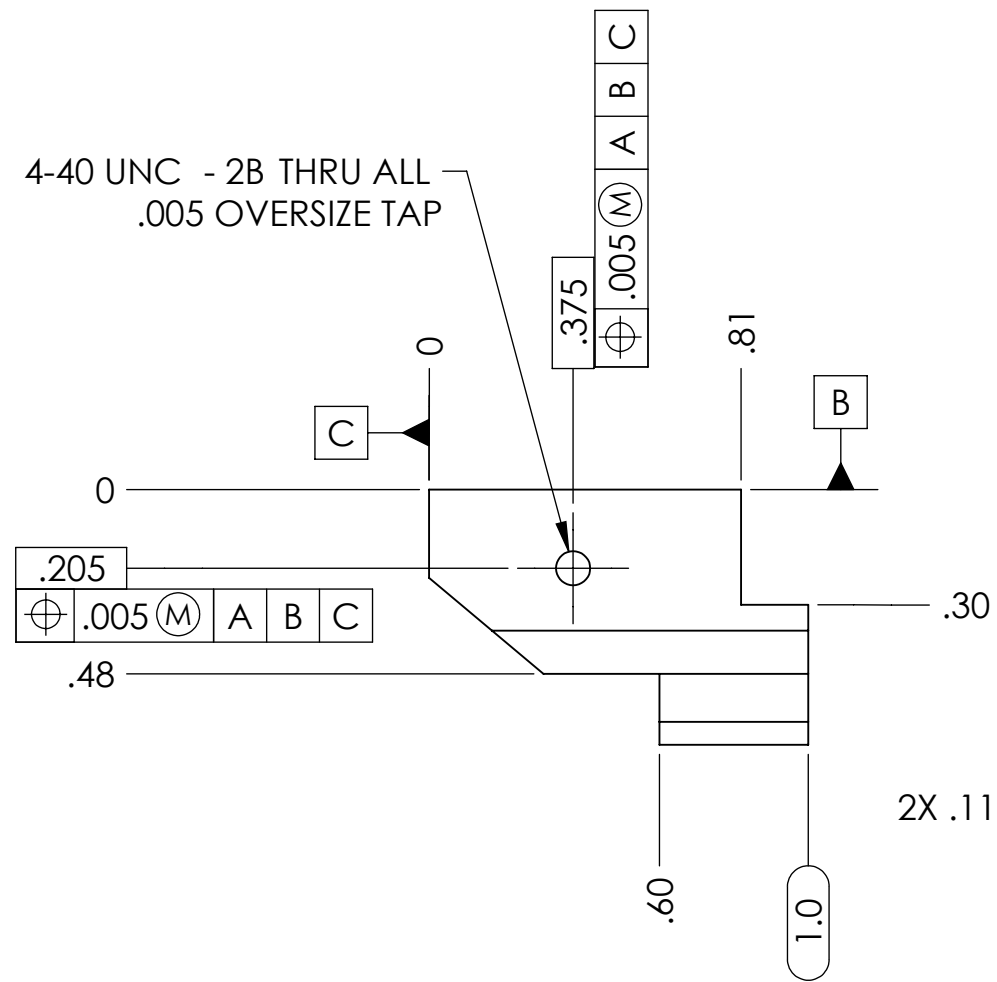 4-40 UNC - 2B THRU ALL
.005 OVERSIZE TAP
.375
⌖ .005 Ⓜ A B C
0
.81
C
B
0
.205
⌖ .005 Ⓜ A B C
.30
.48
2X .11
.60
1.0